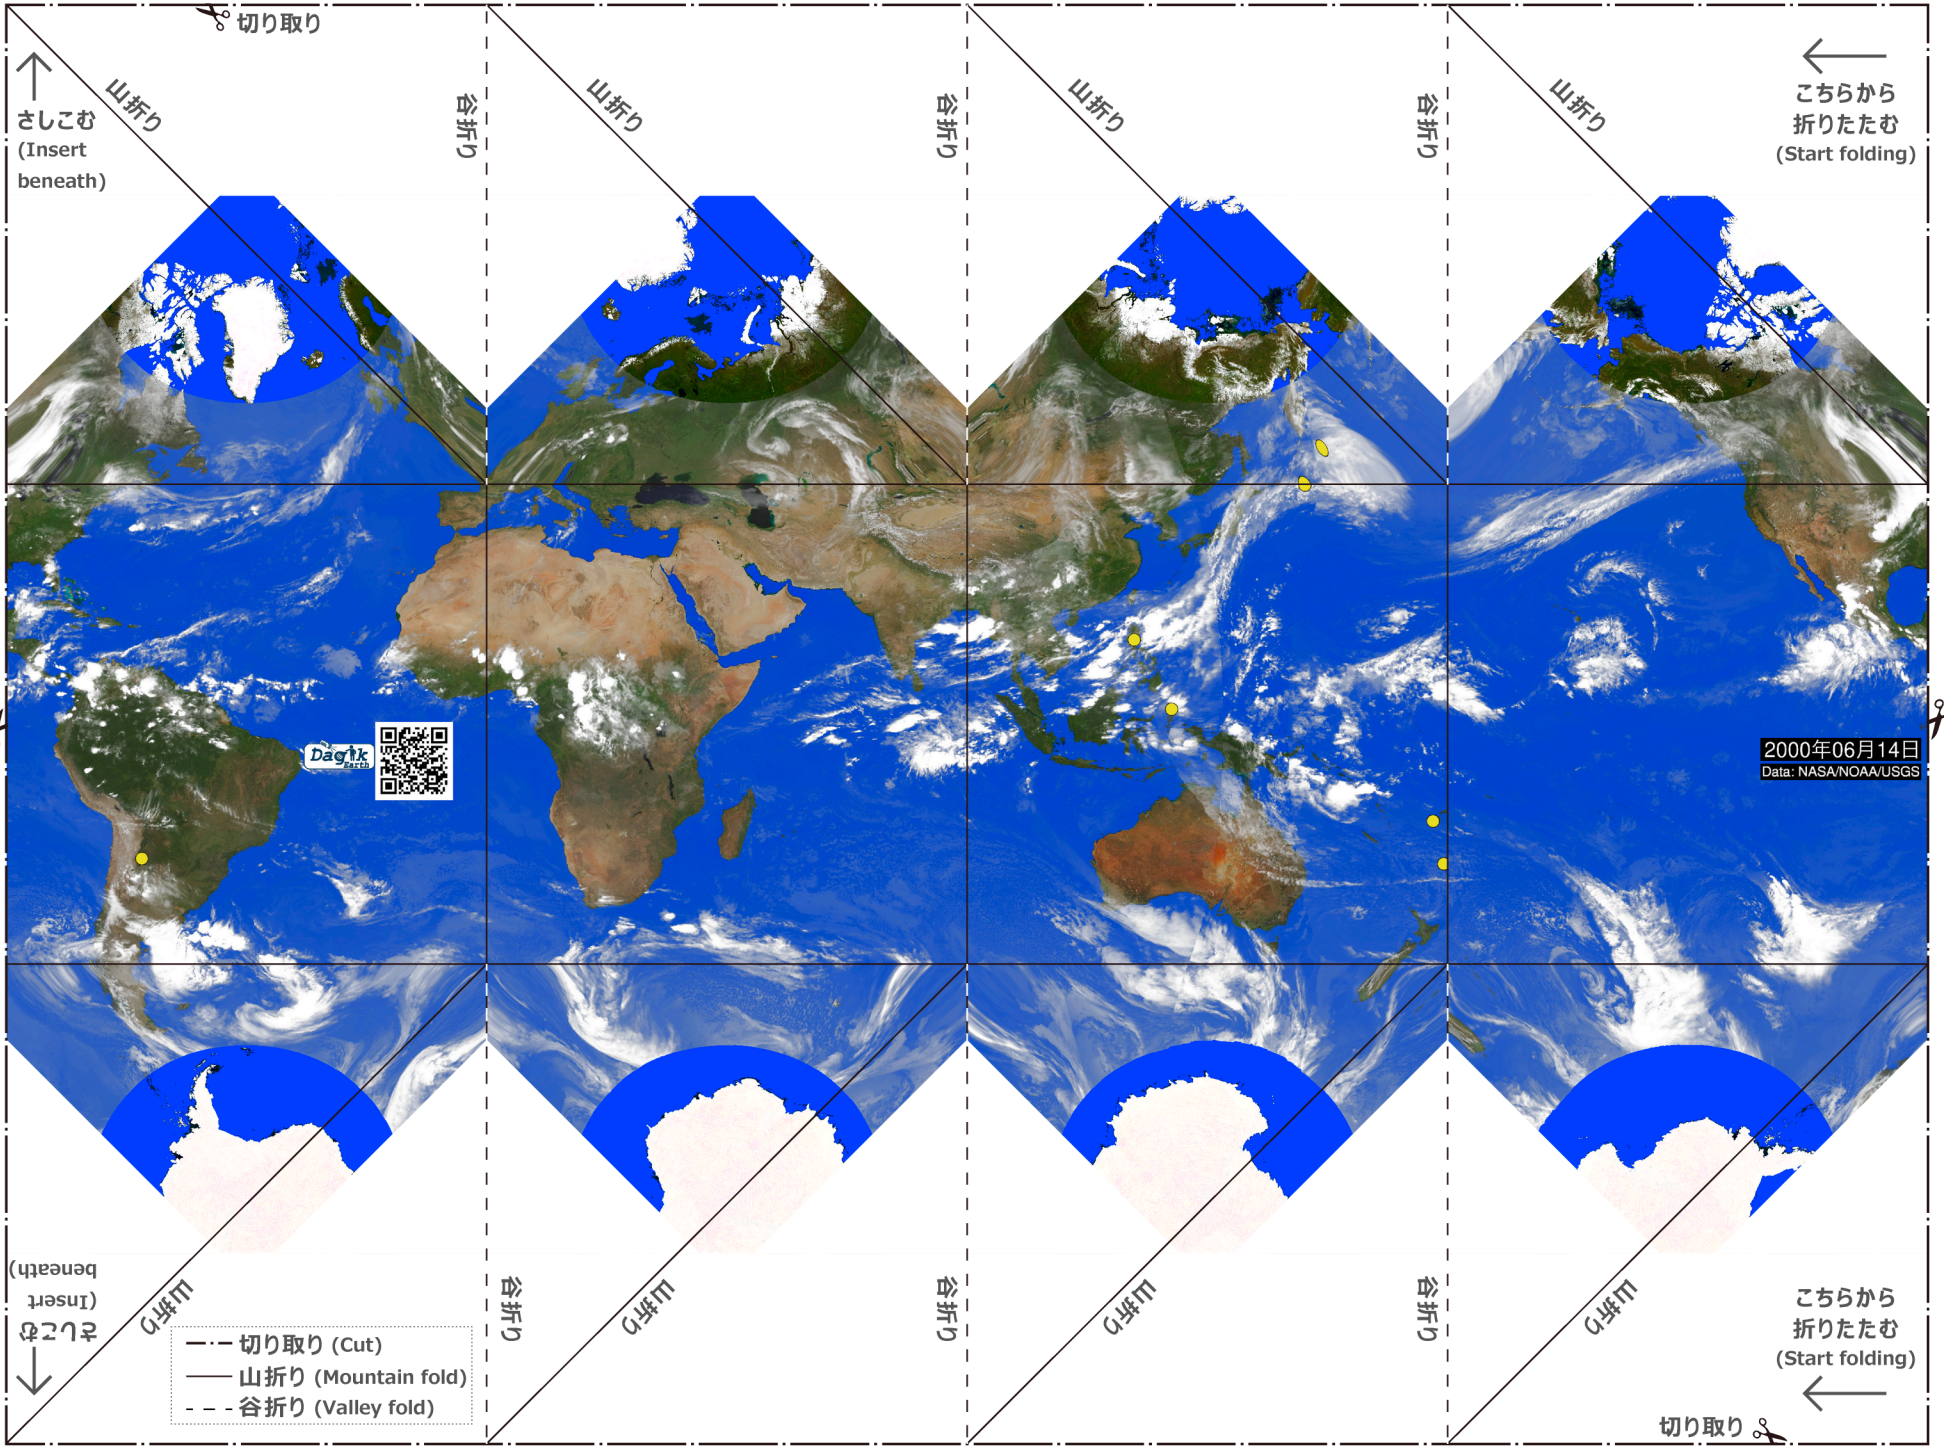 切り取り
山折り
谷折り
山折り
谷折り
山折り
谷折り
山折り
さしこむ
(Insert
beneath)
こちらから
折りたたむ
(Start folding)
Dagik
Earth
2000年06月14日
Data: NASA/NOAA/USGS
さしこむ
(Insert
beneath)
山折り
谷折り
山折り
谷折り
山折り
谷折り
山折り
こちらから
折りたたむ
(Start folding)
切り取り (Cut)
山折り (Mountain fold)
谷折り (Valley fold)
切り取り